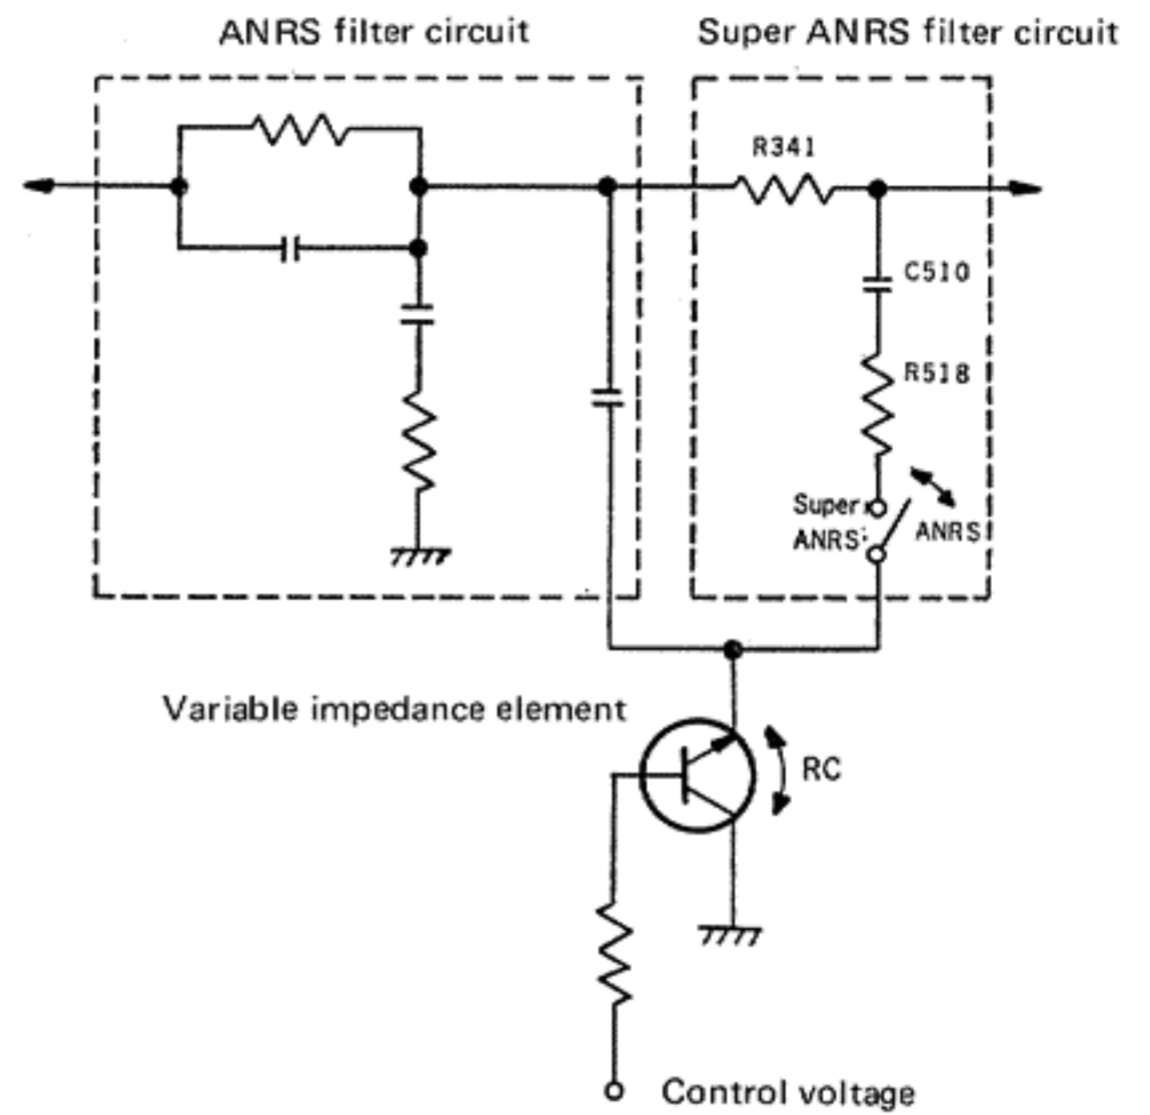 ANRS filter circuit
Super ANRS filter circuit
R341
C510
R518
Super
ANRS
ANRS
Variable impedance element
RC
Control voltage